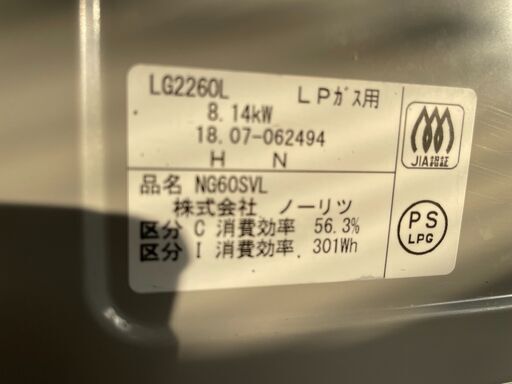 LG2260L LPガス用
8.14kW
18.07-062494
H N
品名 NG60SVL
株式会社 ノーリツ
区分 C 消費効率 56.3%
区分 I 消費効率 301Wh
JIA認証
PS
LPG